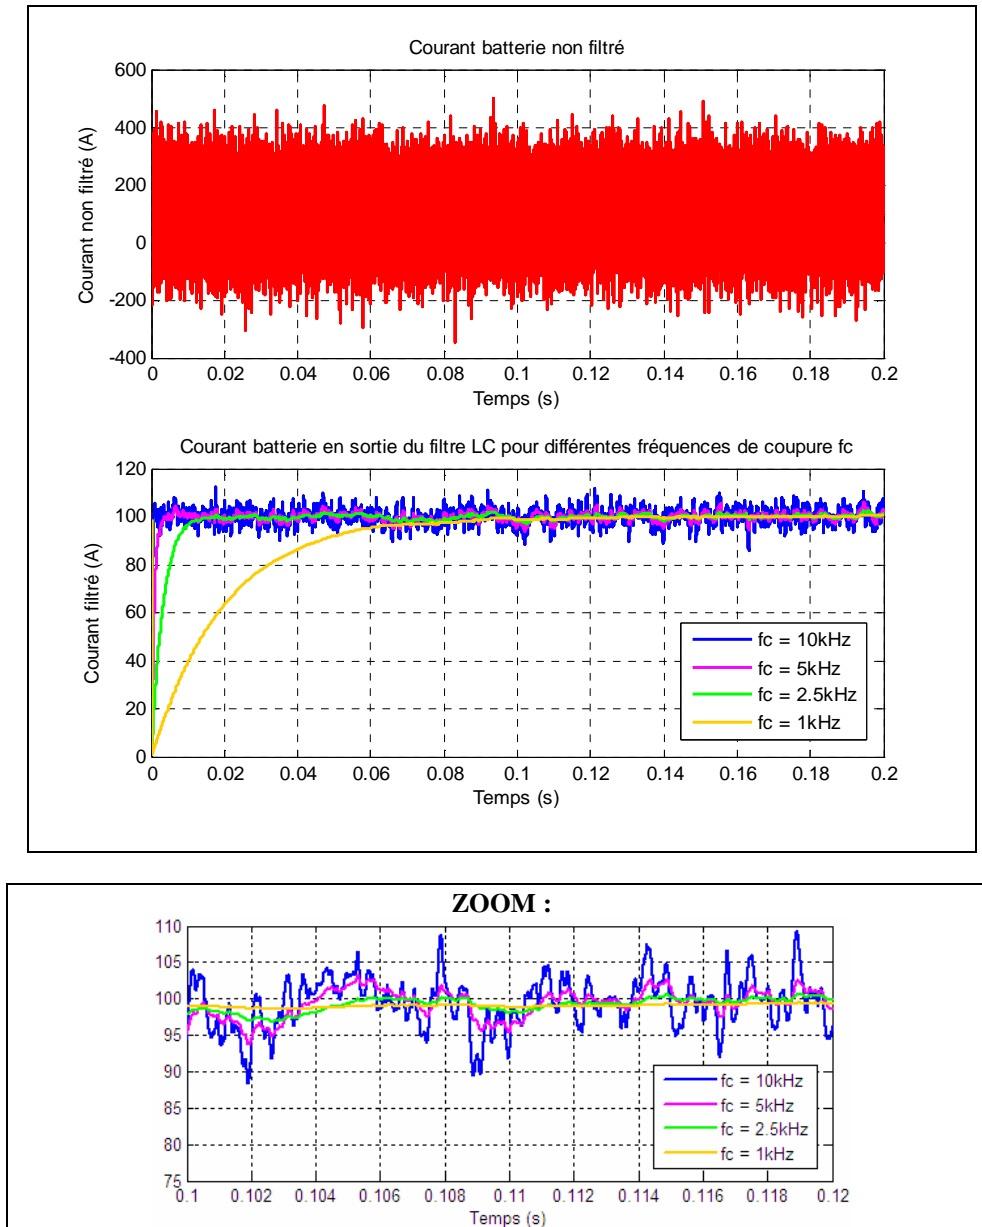 Courant batterie non filtré
600
400
200
0
-200
-400
Courant non filtré (A)
0 0.02 0.04 0.06 0.08 0.1 0.12 0.14 0.16 0.18 0.2
Temps (s)
Courant batterie en sortie du filtre LC pour différentes fréquences de coupure fc
120
100
80
60
40
20
0
Courant filtré (A)
fc = 10kHz
fc = 5kHz
fc = 2.5kHz
fc = 1kHz
0 0.02 0.04 0.06 0.08 0.1 0.12 0.14 0.16 0.18 0.2
Temps (s)
ZOOM :
110
105
100
95
90
85
80
75
fc = 10kHz
fc = 5kHz
fc = 2.5kHz
fc = 1kHz
0.1 0.102 0.104 0.106 0.108 0.11 0.112 0.114 0.116 0.118 0.12
Temps (s)